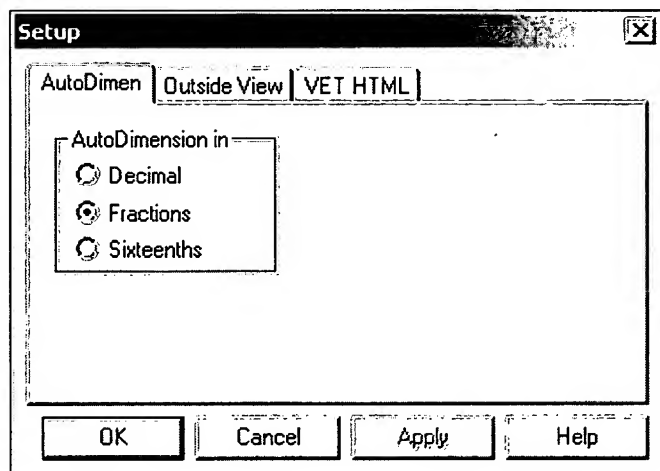 Setup
AutoDimen Outside View VET HTML
AutoDimension in
Decimal
Fractions
Sixteenths
OK Cancel Apply Help